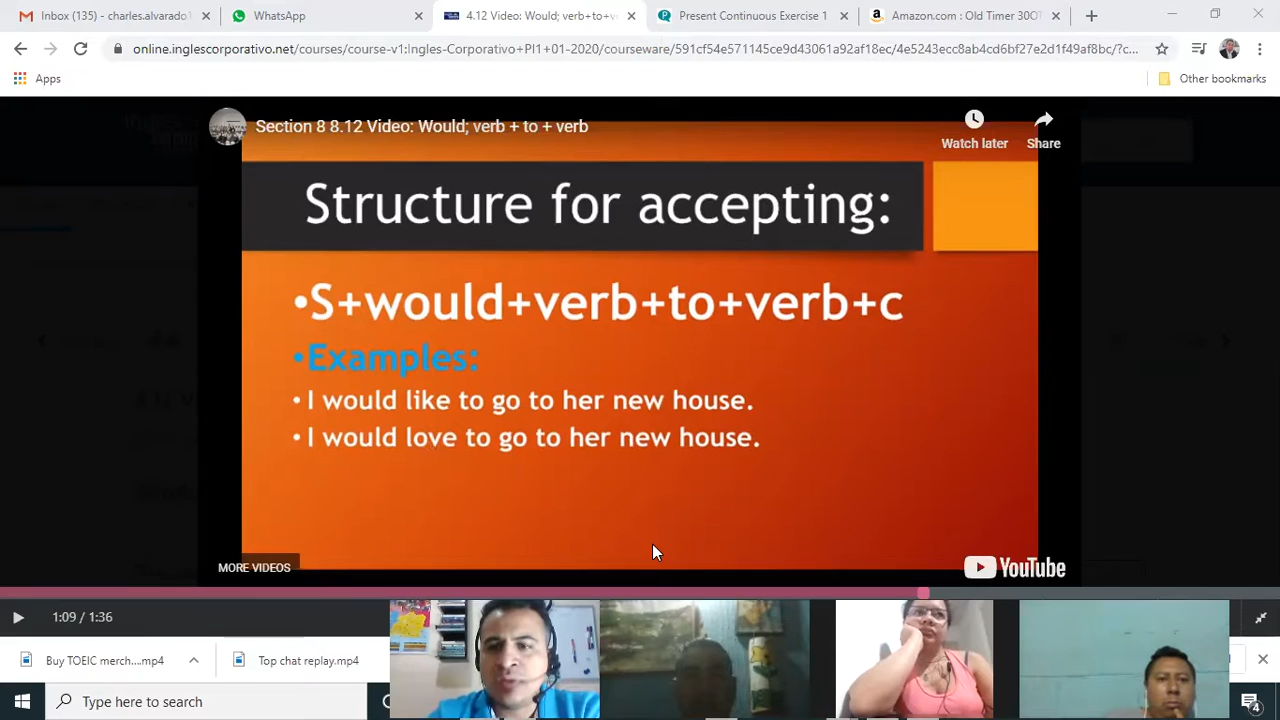 Inbox (135) - charles.alvarado1
WhatsApp
4.12 Video: Would; verb+to+v
Present Continuous Exercise 1
Amazon.com : Old Timer 30OT
online.inglescorporativo.net/courses/course-v1:Ingles-Corporativo+PI1+01-2020/courseware/591cf54e571145ce9d43061a92af18ec/4e5243ecc8ab4cd6bf27e2d1f49af8bc/?c...
Apps
Other bookmarks
Section 8 8.12 Video: Would; verb + to + verb
Watch later
Share
Structure for accepting:
•S+would+verb+to+verb+c
•Examples:
• I would like to go to her new house.
• I would love to go to her new house.
MORE VIDEOS
YouTube
1:09 / 1:36
Buy TOEIC merch....mp4
Top chat replay.mp4
Type here to search
4